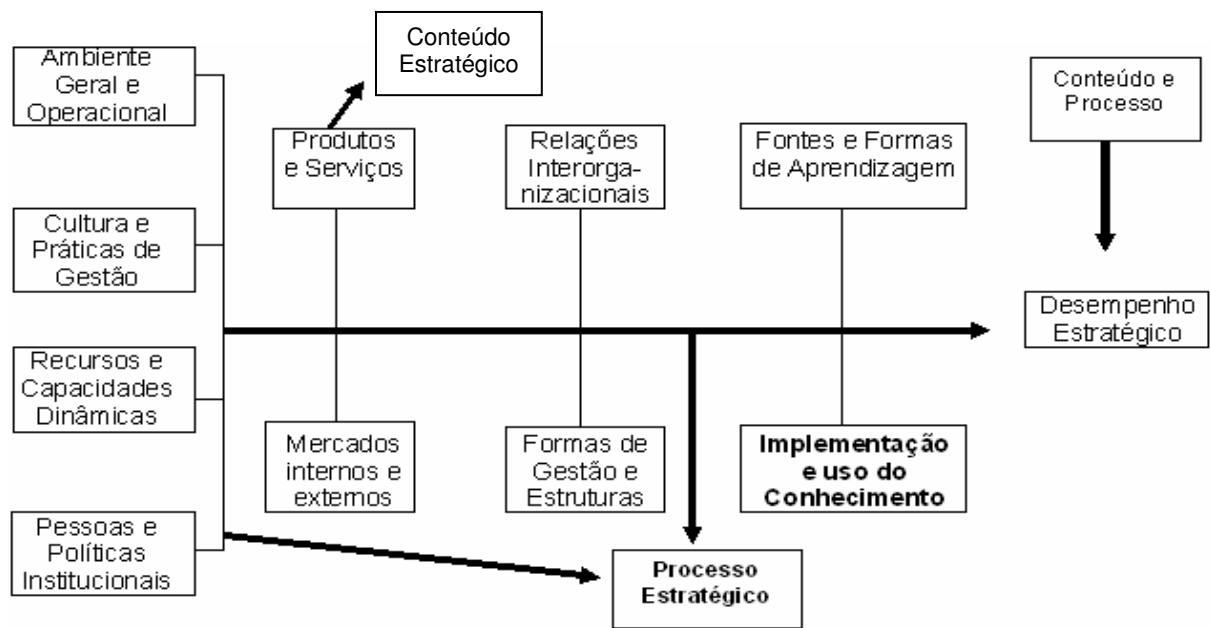 Conteúdo
Estratégico
Ambiente
Geral e
Operacional
Conteúdo e
Processo
Produtos
e Serviços
Relações
Interorga-
nizacionais
Fontes e Formas
de Aprendizagem
Cultura e
Práticas de
Gestão
Desempenho
Estratégico
Recursos e
Capacidades
Dinâmicas
Mercados
internos e
externos
Formas de
Gestão e
Estruturas
Implementação
e uso do
Conhecimento
Pessoas e
Políticas
Institucionais
Processo
Estratégico